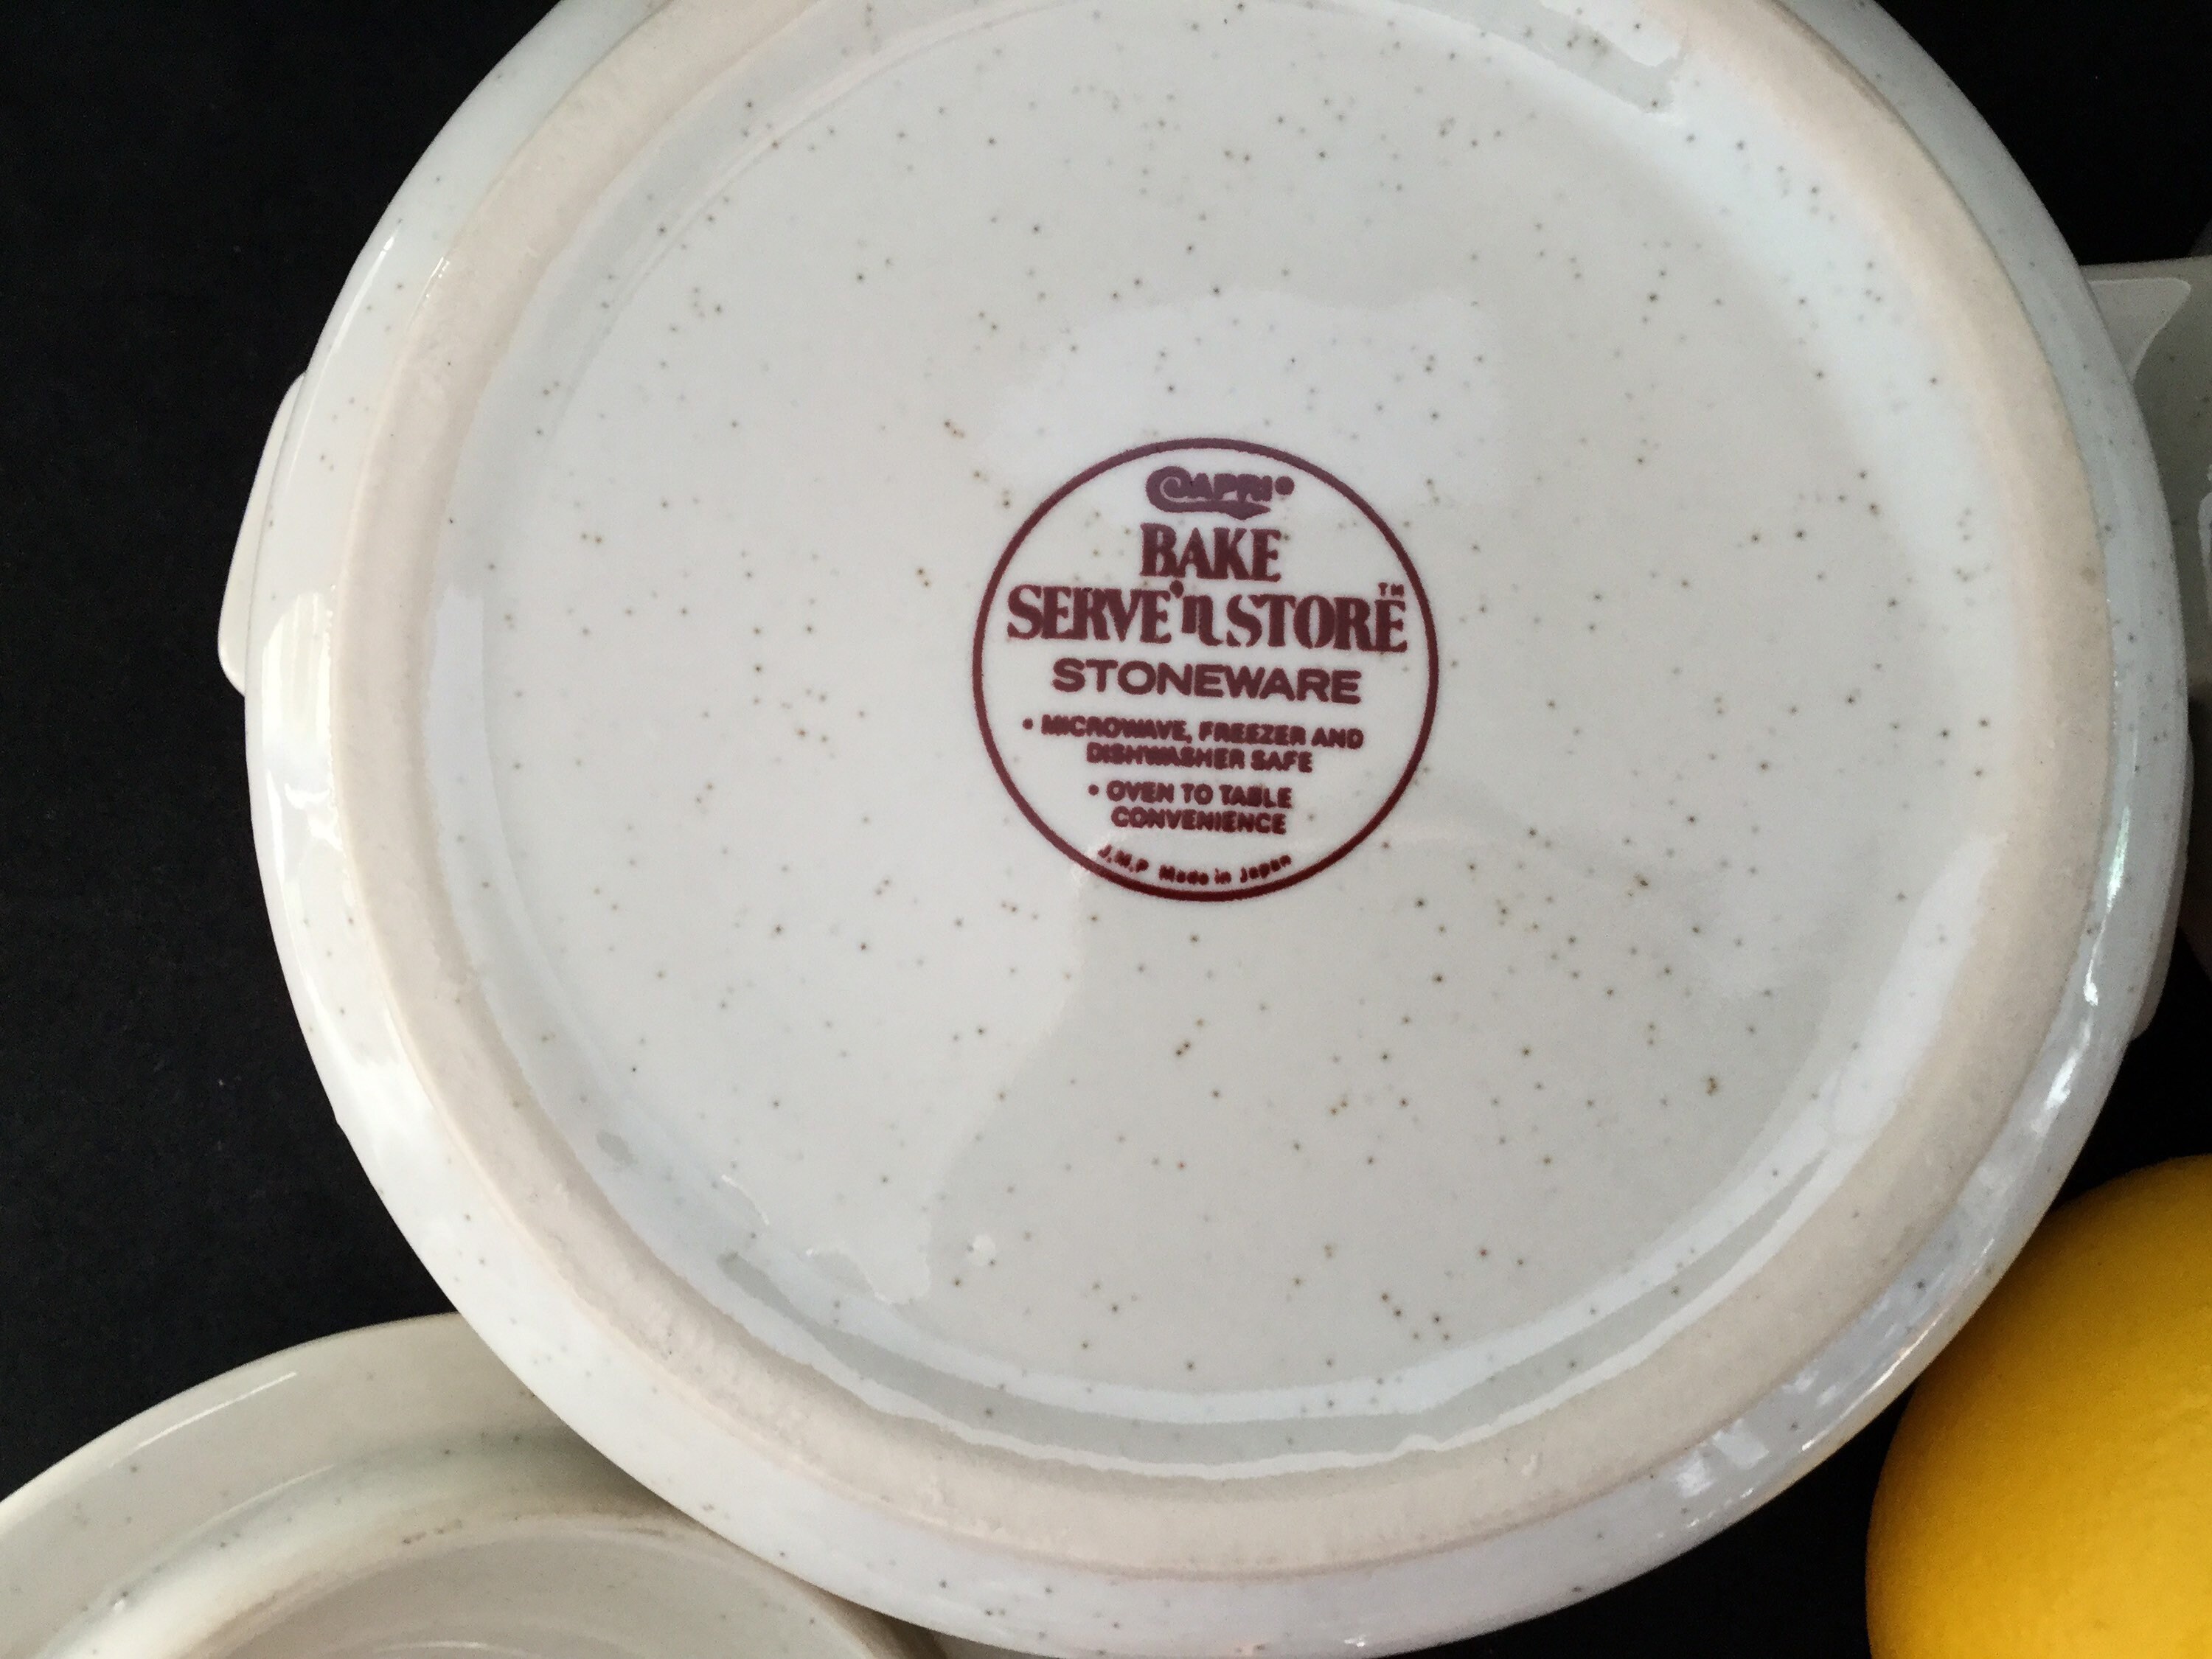 CAPRI
BAKE
SERVE'n STORE™
STONEWARE
• MICROWAVE, FREEZER AND
DISHWASHER SAFE
• OVEN TO TABLE
CONVENIENCE
J.M.P Made in Japan